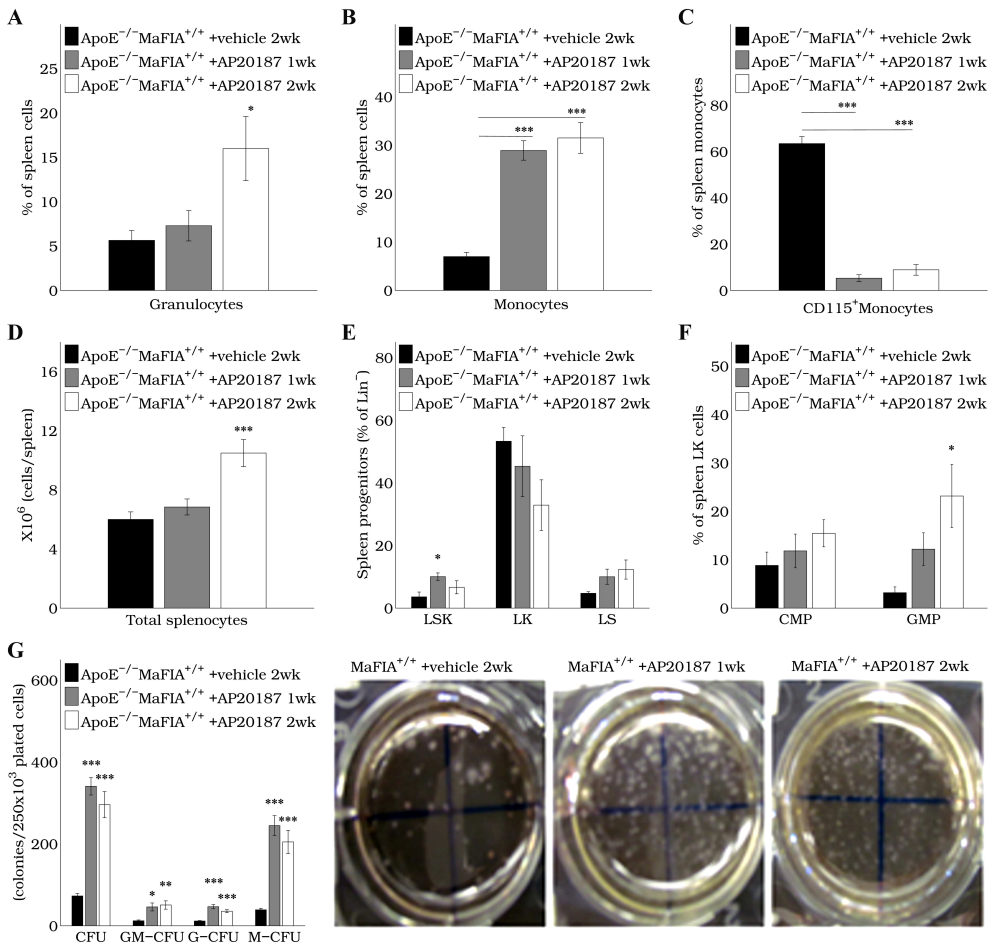 A
ApoE−/−MaFIA+/+ +vehicle 2wk
ApoE−/−MaFIA+/+ +AP20187 1wk
ApoE−/−MaFIA+/+ +AP20187 2wk
% of spleen cells
25
20
15
10
5
0
*
Granulocytes
B
ApoE−/−MaFIA+/+ +vehicle 2wk
ApoE−/−MaFIA+/+ +AP20187 1wk
ApoE−/−MaFIA+/+ +AP20187 2wk
% of spleen cells
40
30
20
10
0
***
***
Monocytes
C
ApoE−/−MaFIA+/+ +vehicle 2wk
ApoE−/−MaFIA+/+ +AP20187 1wk
ApoE−/−MaFIA+/+ +AP20187 2wk
% of spleen monocytes
80
60
40
20
0
***
***
CD115+Monocytes
D
ApoE−/−MaFIA+/+ +vehicle 2wk
ApoE−/−MaFIA+/+ +AP20187 1wk
ApoE−/−MaFIA+/+ +AP20187 2wk
X10⁶ (cells/spleen)
16
12
8
4
0
***
Total splenocytes
E
ApoE−/−MaFIA+/+ +vehicle 2wk
ApoE−/−MaFIA+/+ +AP20187 1wk
ApoE−/−MaFIA+/+ +AP20187 2wk
Spleen progenitors (% of Lin−)
80
60
40
20
0
*
LSK LK LS
F
ApoE−/−MaFIA+/+ +vehicle 2wk
ApoE−/−MaFIA+/+ +AP20187 1wk
ApoE−/−MaFIA+/+ +AP20187 2wk
% of spleen LK cells
50
40
30
20
10
0
*
CMP GMP
G
ApoE−/−MaFIA+/+ +vehicle 2wk
ApoE−/−MaFIA+/+ +AP20187 1wk
ApoE−/−MaFIA+/+ +AP20187 2wk
(colonies/250x10³ plated cells)
600
400
200
0
*** *** * ** *** *** *** ***
CFU GM−CFU G−CFU M−CFU
MaFIA+/+ +vehicle 2wk
MaFIA+/+ +AP20187 1wk
MaFIA+/+ +AP20187 2wk